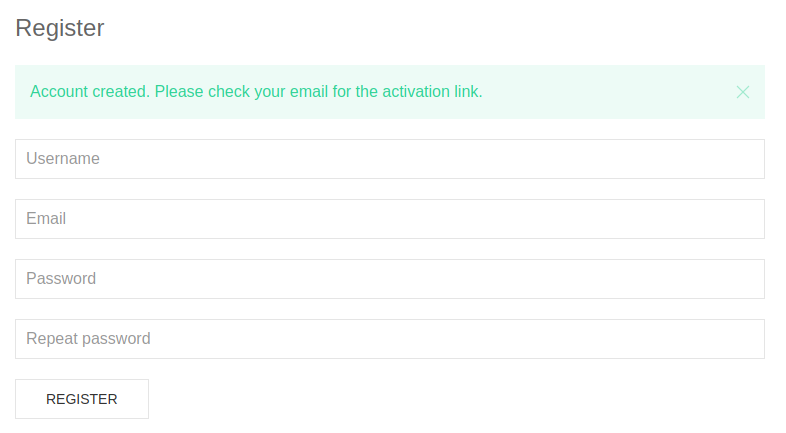 Register
Account created. Please check your email for the activation link.
Username
Email
Password
Repeat password
REGISTER